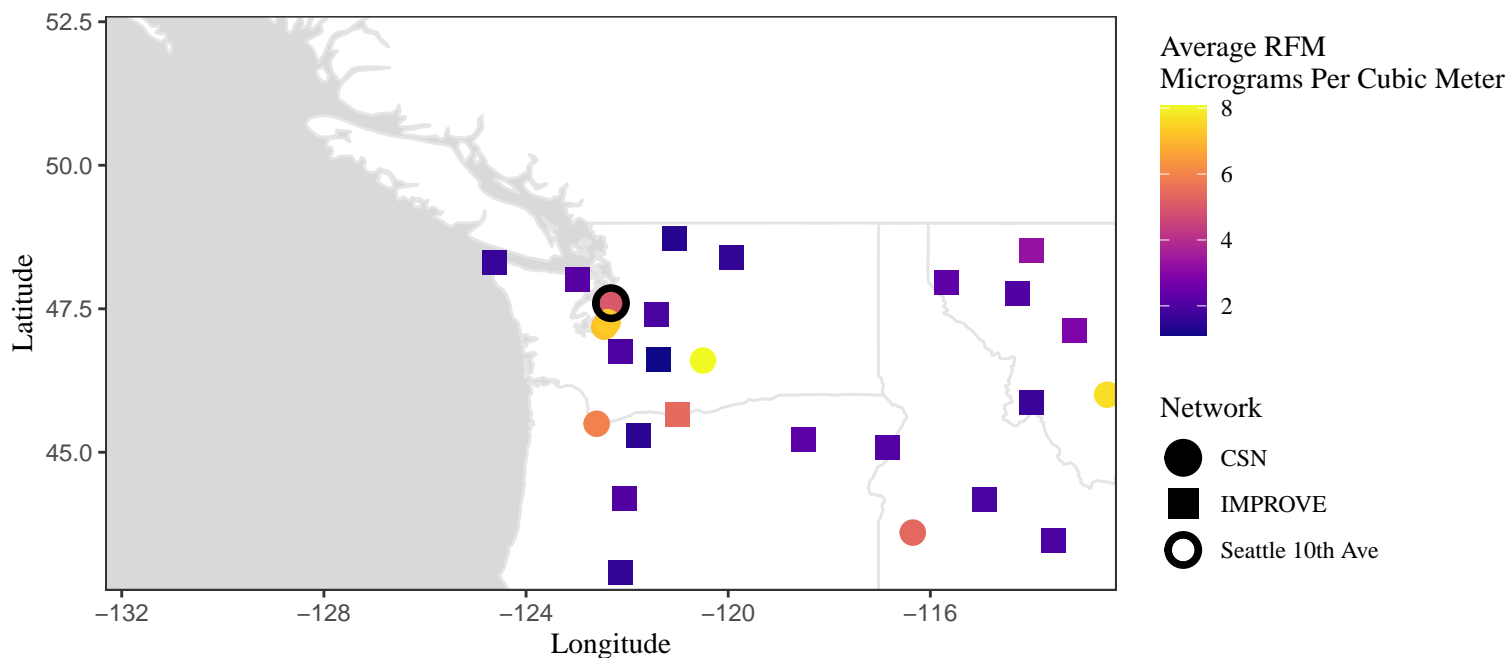 52.5
50.0
47.5
45.0
Latitude
−132
−128
−124
−120
−116
Longitude
Average RFM
Micrograms Per Cubic Meter
8
6
4
2
Network
CSN
IMPROVE
Seattle 10th Ave